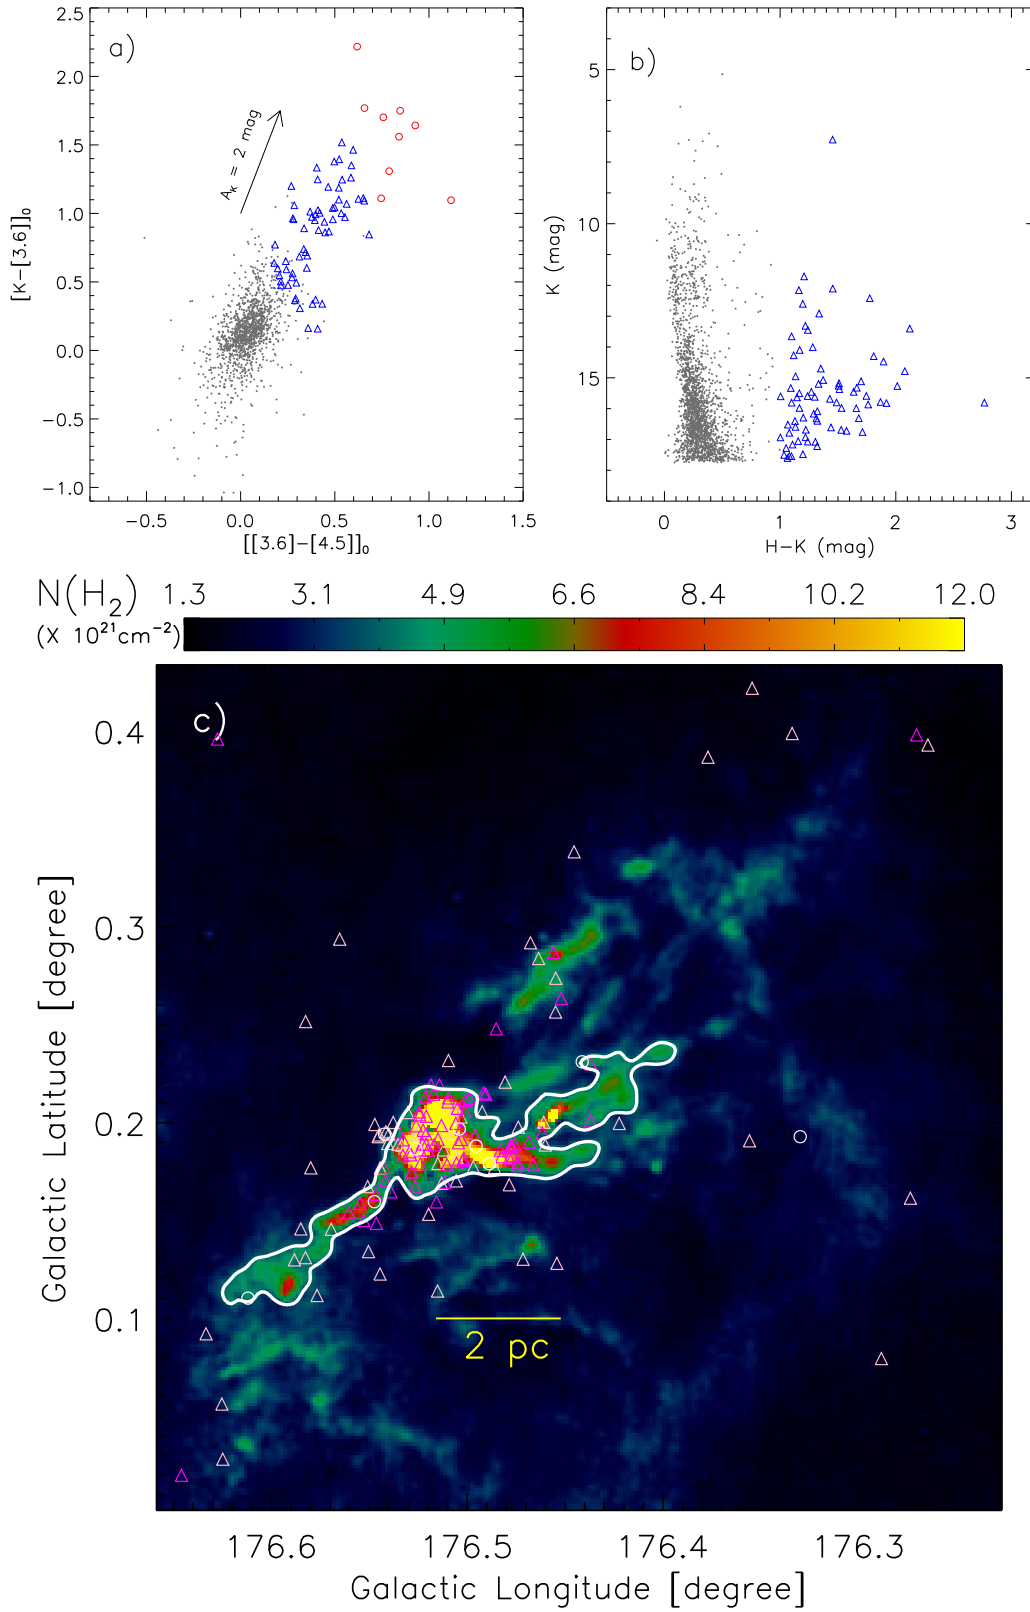 a)
[K−[3.6]]₀
2.5
2.0
1.5
1.0
0.5
0.0
−0.5
−1.0
Aₖ = 2 mag
−0.5 0.0 0.5 1.0 1.5
[[3.6]−[4.5]]₀
b)
K (mag)
5
10
15
0 1 2 3
H−K (mag)
N(H₂) 1.3 3.1 4.9 6.6 8.4 10.2 12.0
(X 10²¹cm⁻²)
c)
Galactic Latitude [degree]
0.4
0.3
0.2
0.1
2 pc
176.6 176.5 176.4 176.3
Galactic Longitude [degree]